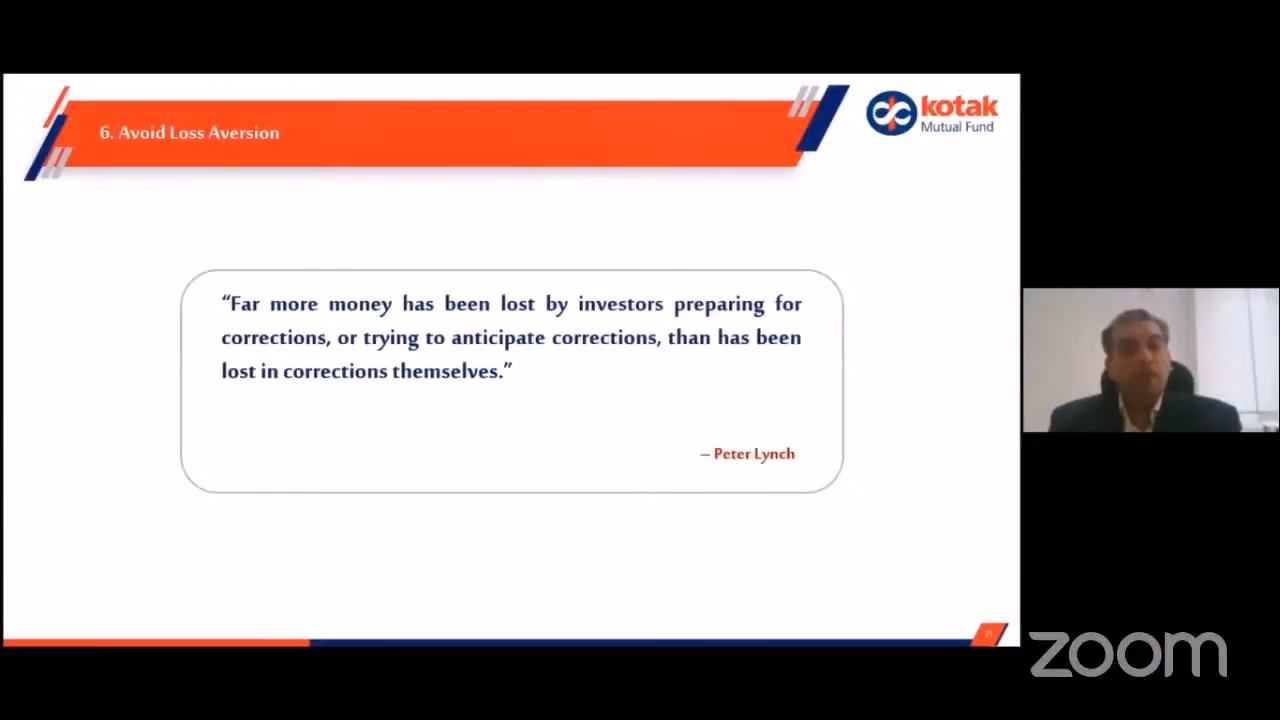 6. Avoid Loss Aversion
kotak
Mutual Fund
“Far more money has been lost by investors preparing for
corrections, or trying to anticipate corrections, than has been
lost in corrections themselves.”
– Peter Lynch
21
zoom